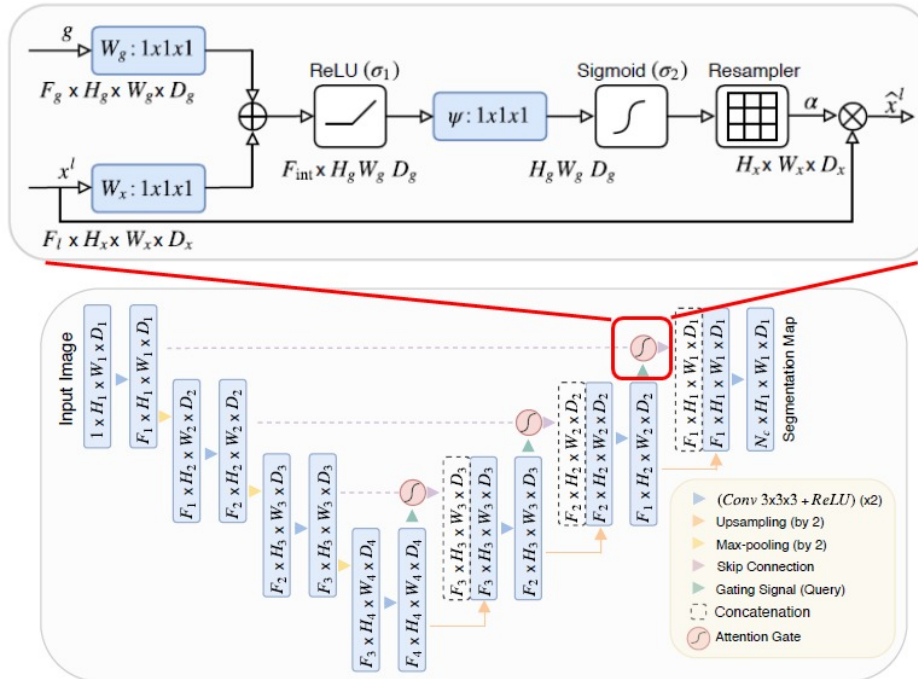 g
W_g : 1x1x1
F_g x H_g x W_g x D_g
x^l
W_x : 1x1x1
F_l x H_x x W_x x D_x
ReLU (σ_1)
F_int x H_g W_g D_g
ψ : 1x1x1
H_g W_g D_g
Sigmoid (σ_2)
Resampler
α
H_x x W_x x D_x
x̂^l
Input Image
1 x H_1 x W_1 x D_1
F_1 x H_1 x W_1 x D_1
F_1 x H_2 x W_2 x D_2
F_2 x H_2 x W_2 x D_2
F_2 x H_3 x W_3 x D_3
F_3 x H_3 x W_3 x D_3
F_3 x H_4 x W_4 x D_4
F_4 x H_4 x W_4 x D_4
F_3 x H_3 x W_3 x D_3
F_3 x H_3 x W_3 x D_3
F_2 x H_3 x W_3 x D_3
F_2 x H_2 x W_2 x D_2
F_2 x H_2 x W_2 x D_2
F_1 x H_2 x W_2 x D_2
F_1 x H_1 x W_1 x D_1
F_1 x H_1 x W_1 x D_1
N_c x H_1 x W_1 x D_1
Segmentation Map
(Conv 3x3x3 + ReLU) (x2)
Upsampling (by 2)
Max-pooling (by 2)
Skip Connection
Gating Signal (Query)
Concatenation
Attention Gate